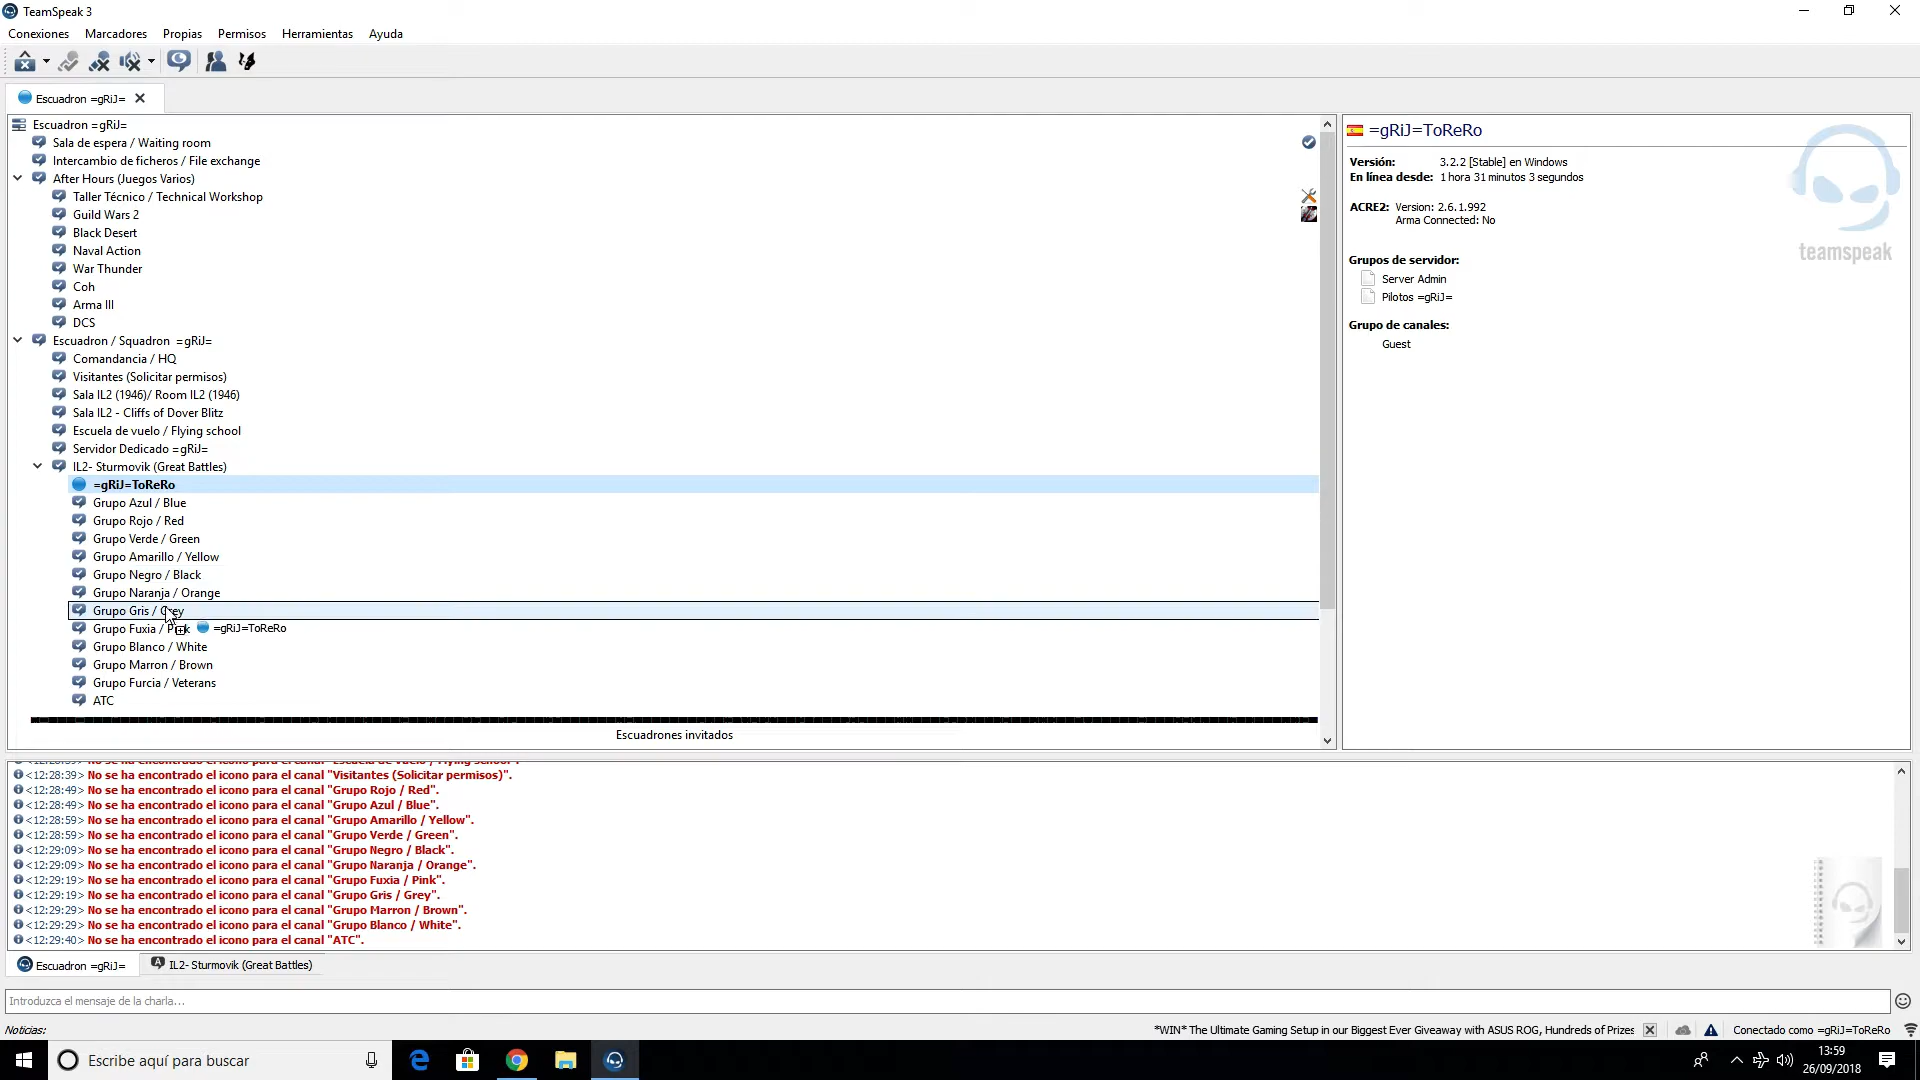 TeamSpeak 3
Conexiones Marcadores Propias Permisos Herramientas Ayuda
Escuadron =gRiJ=
Escuadron =gRiJ=
Sala de espera / Waiting room
Intercambio de ficheros / File exchange
After Hours (Juegos Varios)
Taller Técnico / Technical Workshop
Guild Wars 2
Black Desert
Naval Action
War Thunder
Coh
Arma III
DCS
Escuadron / Squadron =gRiJ=
Comandancia / HQ
Visitantes (Solicitar permisos)
Sala IL2 (1946)/ Room IL2 (1946)
Sala IL2 - Cliffs of Dover Blitz
Escuela de vuelo / Flying school
Servidor Dedicado =gRiJ=
IL2- Sturmovik (Great Battles)
=gRiJ=ToReRo
Grupo Azul / Blue
Grupo Rojo / Red
Grupo Verde / Green
Grupo Amarillo / Yellow
Grupo Negro / Black
Grupo Naranja / Orange
Grupo Gris / Grey
Grupo Fuxia / Pink =gRiJ=ToReRo
Grupo Blanco / White
Grupo Marron / Brown
Grupo Furcia / Veterans
ATC
Escuadrones invitados
=gRiJ=ToReRo
Versión: 3.2.2 [Stable] en Windows
En línea desde: 1 hora 31 minutos 3 segundos
ACRE2: Version: 2.6.1.992
Arma Connected: No
Grupos de servidor:
Server Admin
Pilotos =gRiJ=
Grupo de canales:
Guest
teamspeak
<12:28:39> No se ha encontrado el icono para el canal "Visitantes (Solicitar permisos)".
<12:28:49> No se ha encontrado el icono para el canal "Grupo Rojo / Red".
<12:28:49> No se ha encontrado el icono para el canal "Grupo Azul / Blue".
<12:28:59> No se ha encontrado el icono para el canal "Grupo Amarillo / Yellow".
<12:28:59> No se ha encontrado el icono para el canal "Grupo Verde / Green".
<12:29:09> No se ha encontrado el icono para el canal "Grupo Negro / Black".
<12:29:09> No se ha encontrado el icono para el canal "Grupo Naranja / Orange".
<12:29:19> No se ha encontrado el icono para el canal "Grupo Fuxia / Pink".
<12:29:19> No se ha encontrado el icono para el canal "Grupo Gris / Grey".
<12:29:29> No se ha encontrado el icono para el canal "Grupo Marron / Brown".
<12:29:29> No se ha encontrado el icono para el canal "Grupo Blanco / White".
<12:29:40> No se ha encontrado el icono para el canal "ATC".
Escuadron =gRiJ= IL2- Sturmovik (Great Battles)
Introduzca el mensaje de la charla...
Noticias: *WIN* The Ultimate Gaming Setup in our Biggest Ever Giveaway with ASUS ROG, Hundreds of Prizes Conectado como =gRiJ=ToReRo
Escribe aquí para buscar
13:59
26/09/2018